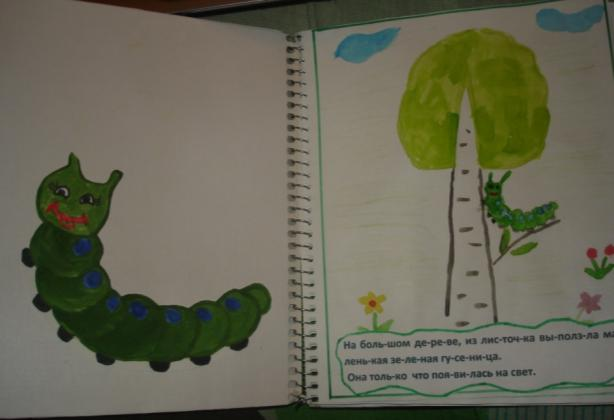 На боль-шом де-ре-ве, из лис-точ-ка вы-полз-ла ма
лень-кая зе-ле-ная гу-се-ни-ца.
Она толь-ко что поя-ви-лась на свет.